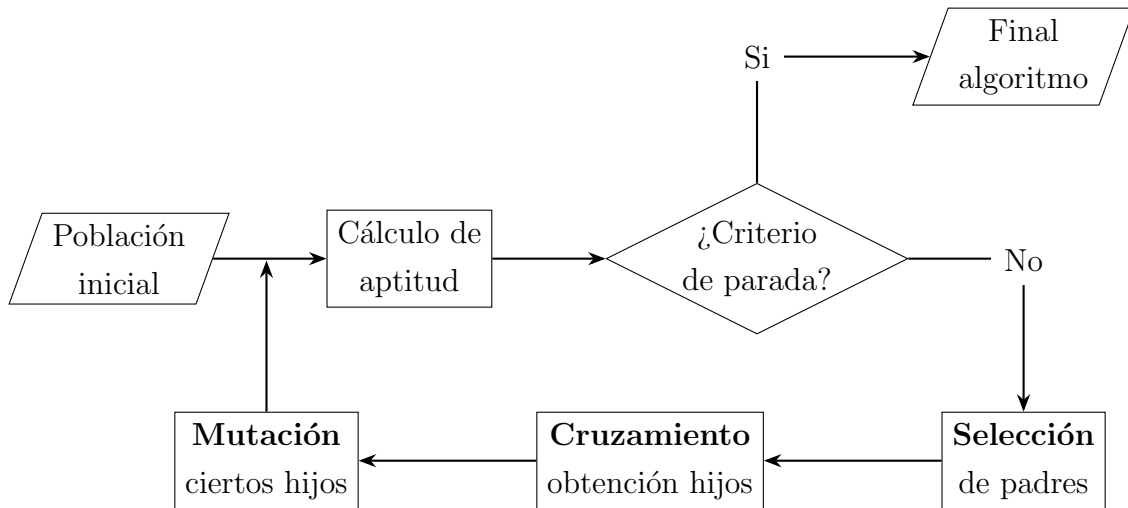 Si
Final
algoritmo
Población
inicial
Cálculo de
aptitud
¿Criterio
de parada?
No
Mutación
ciertos hijos
Cruzamiento
obtención hijos
Selección
de padres